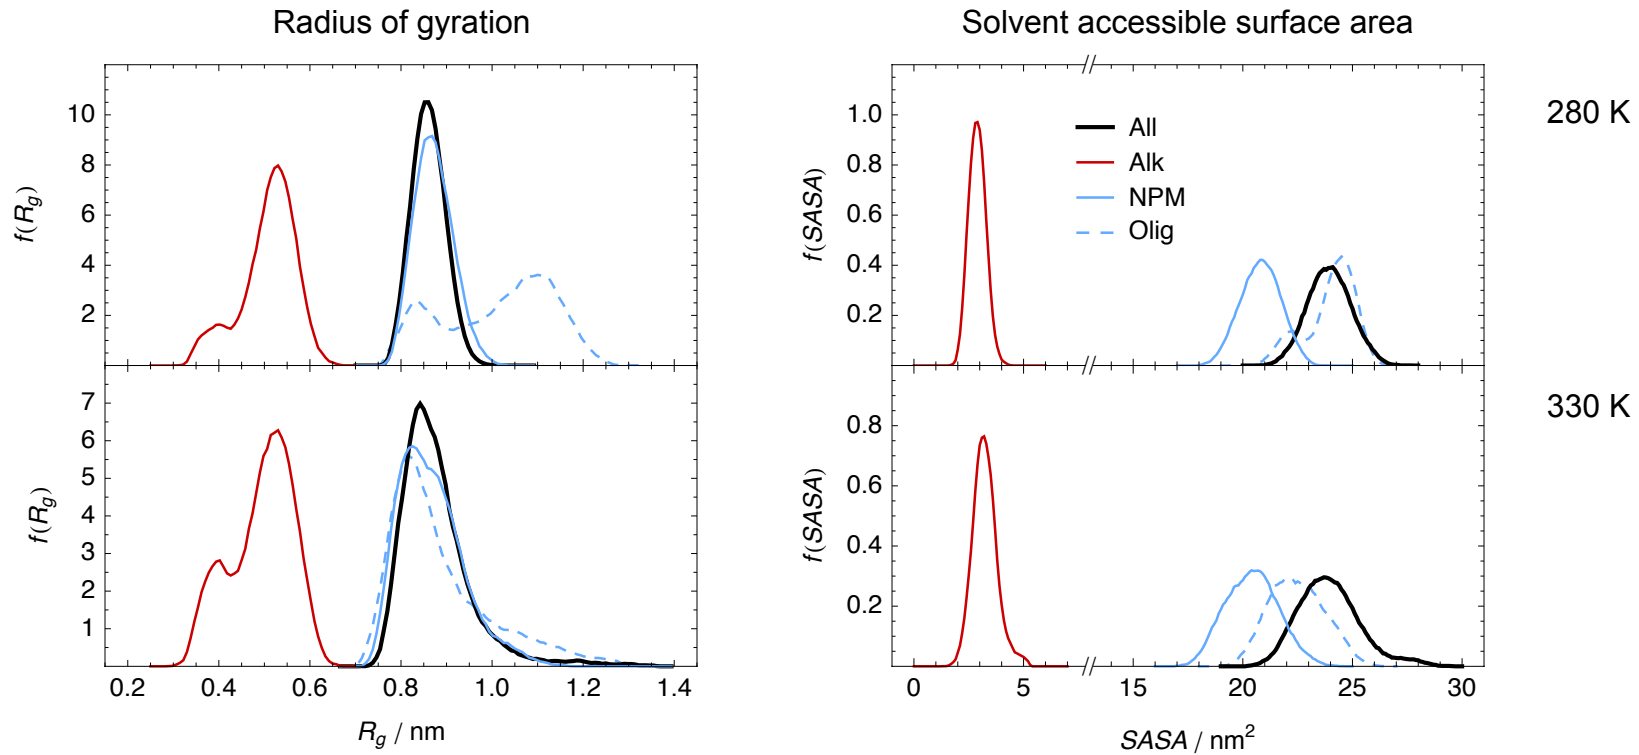 Radius of gyration
Solvent accessible surface area
10
8
6
4
2
f(Rg)
1.0
0.8
0.6
0.4
0.2
f(SASA)
//
All
Alk
NPM
Olig
280 K
7
6
5
4
3
2
1
f(Rg)
0.8
0.6
0.4
0.2
f(SASA)
330 K
0.2 0.4 0.6 0.8 1.0 1.2 1.4
Rg / nm
0 5 // 15 20 25 30
SASA / nm²